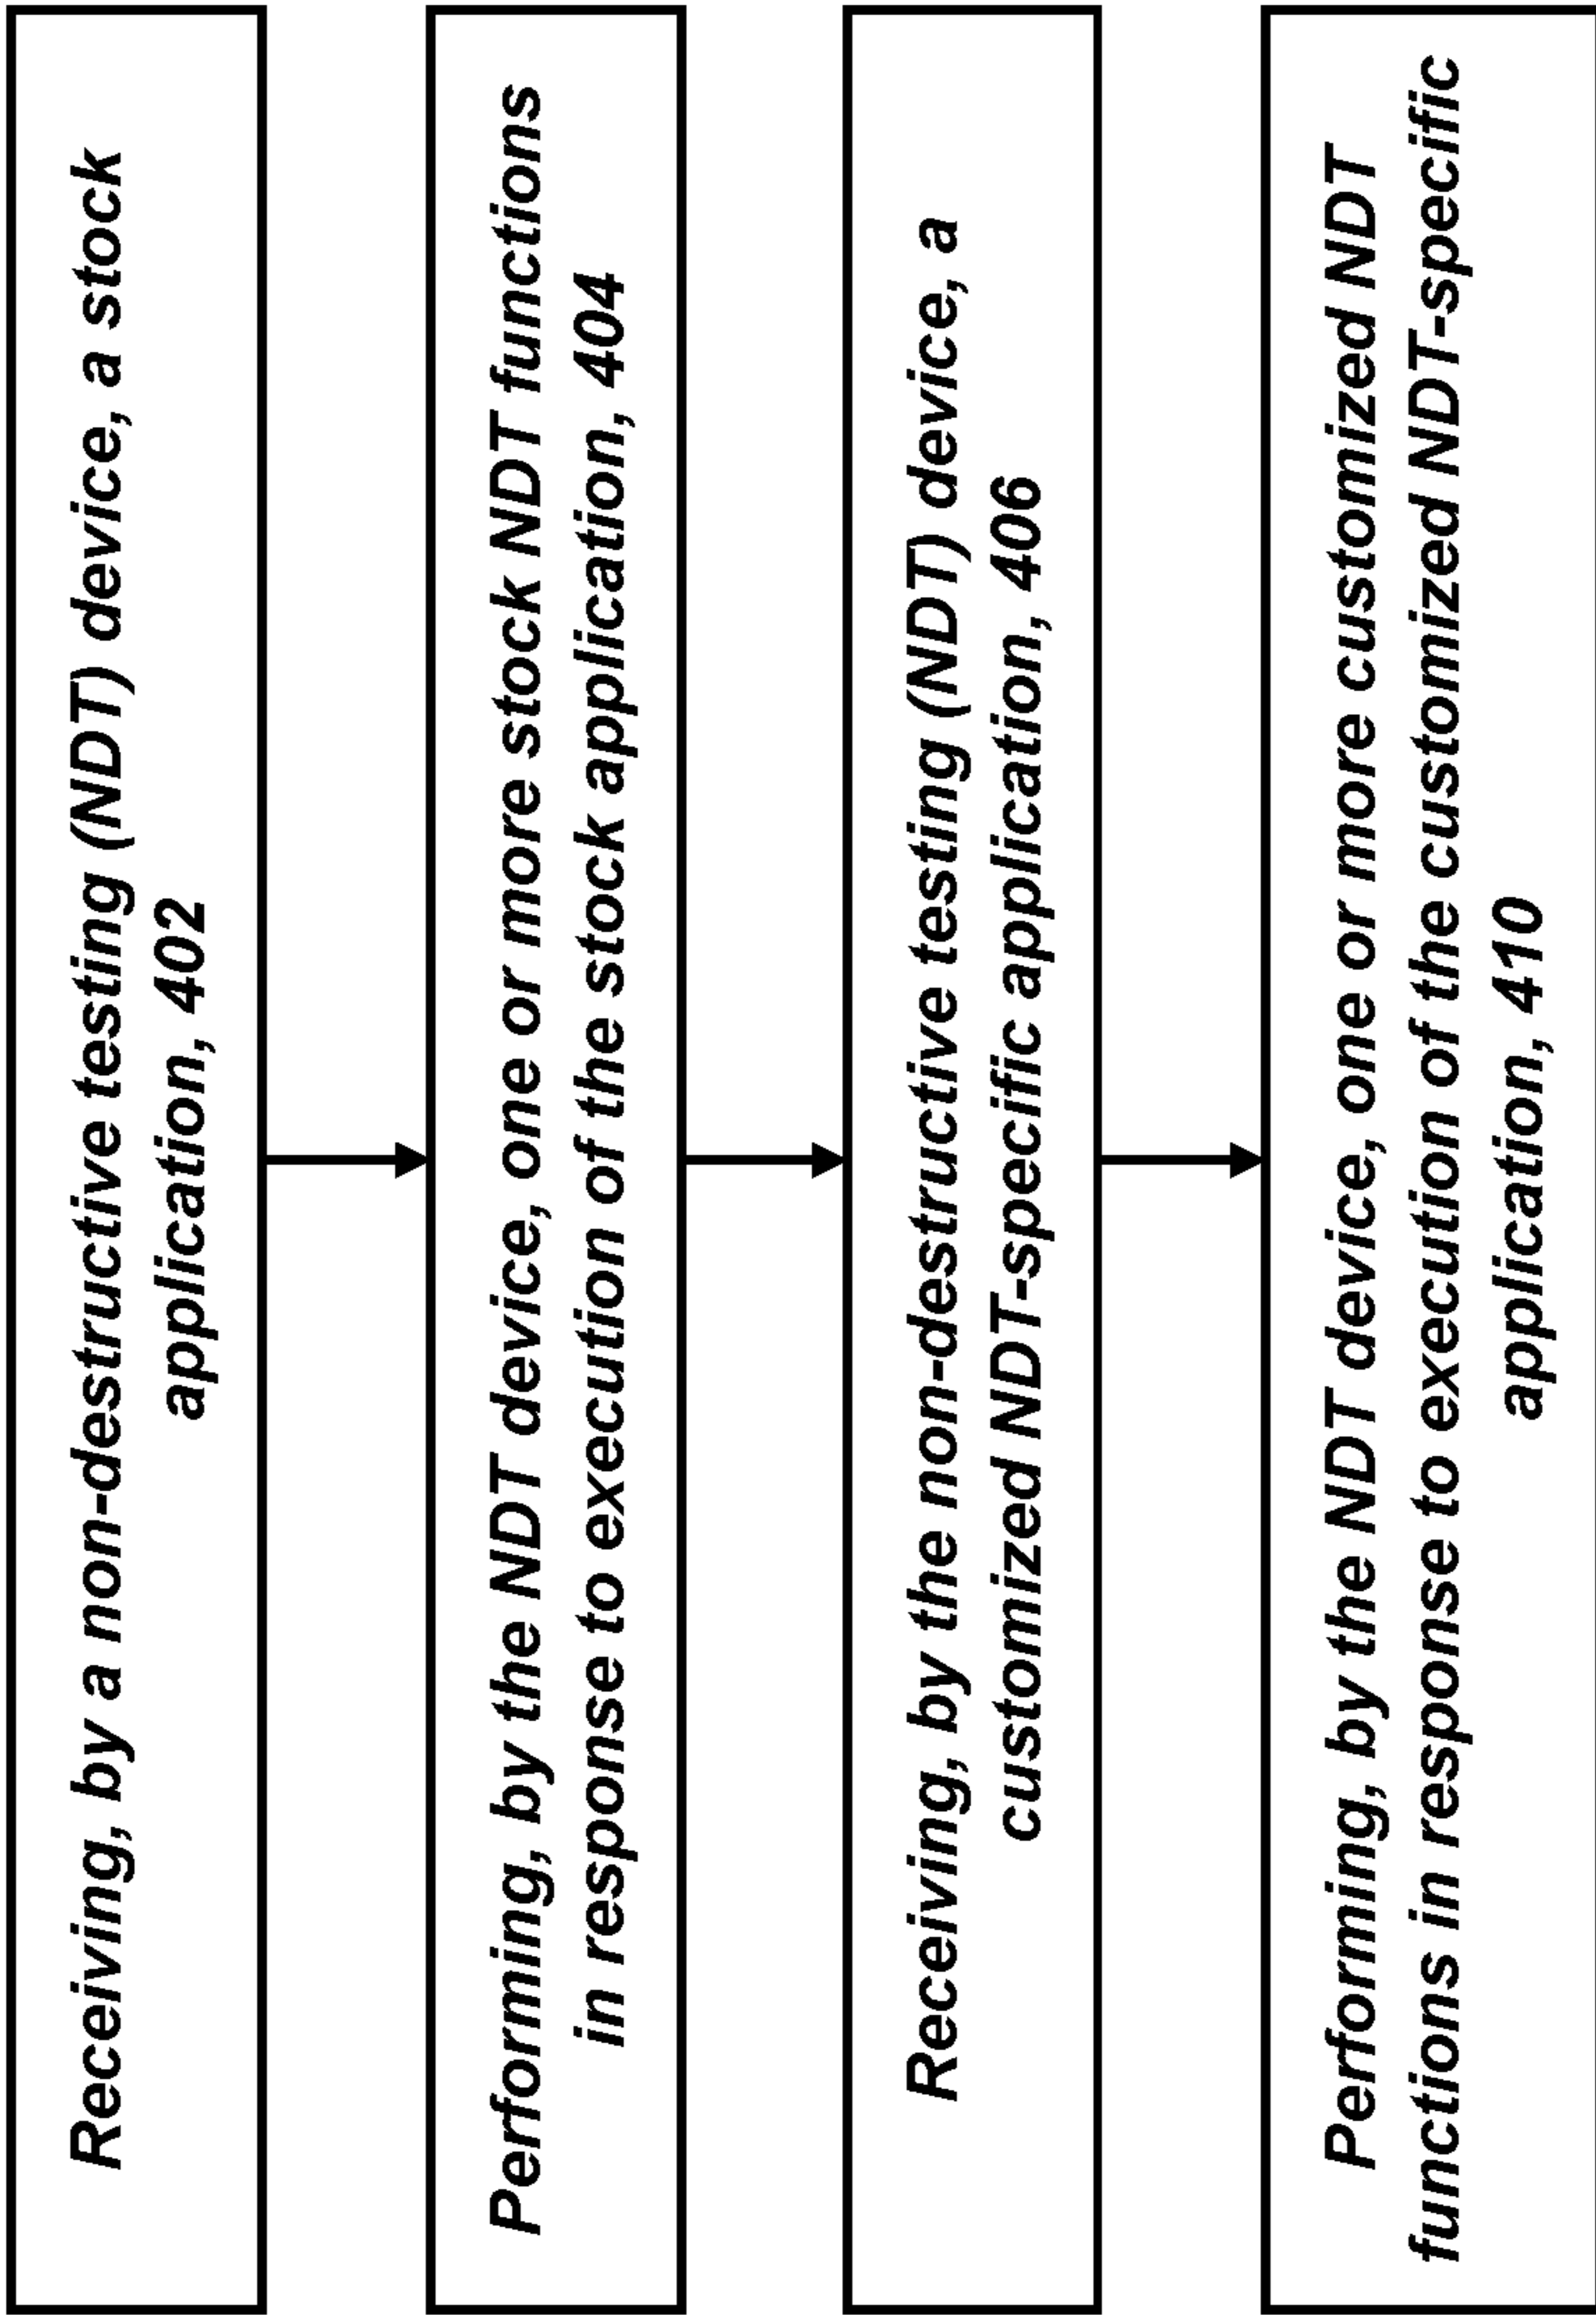 Receiving, by a non-destructive testing (NDT) device, a stock
application, 402
Performing, by the NDT device, one or more stock NDT functions
in response to execution of the stock application, 404
Receiving, by the non-destructive testing (NDT) device, a
customized NDT-specific application, 406
Performing, by the NDT device, one or more customized NDT
functions in response to execution of the customized NDT-specific
application, 410